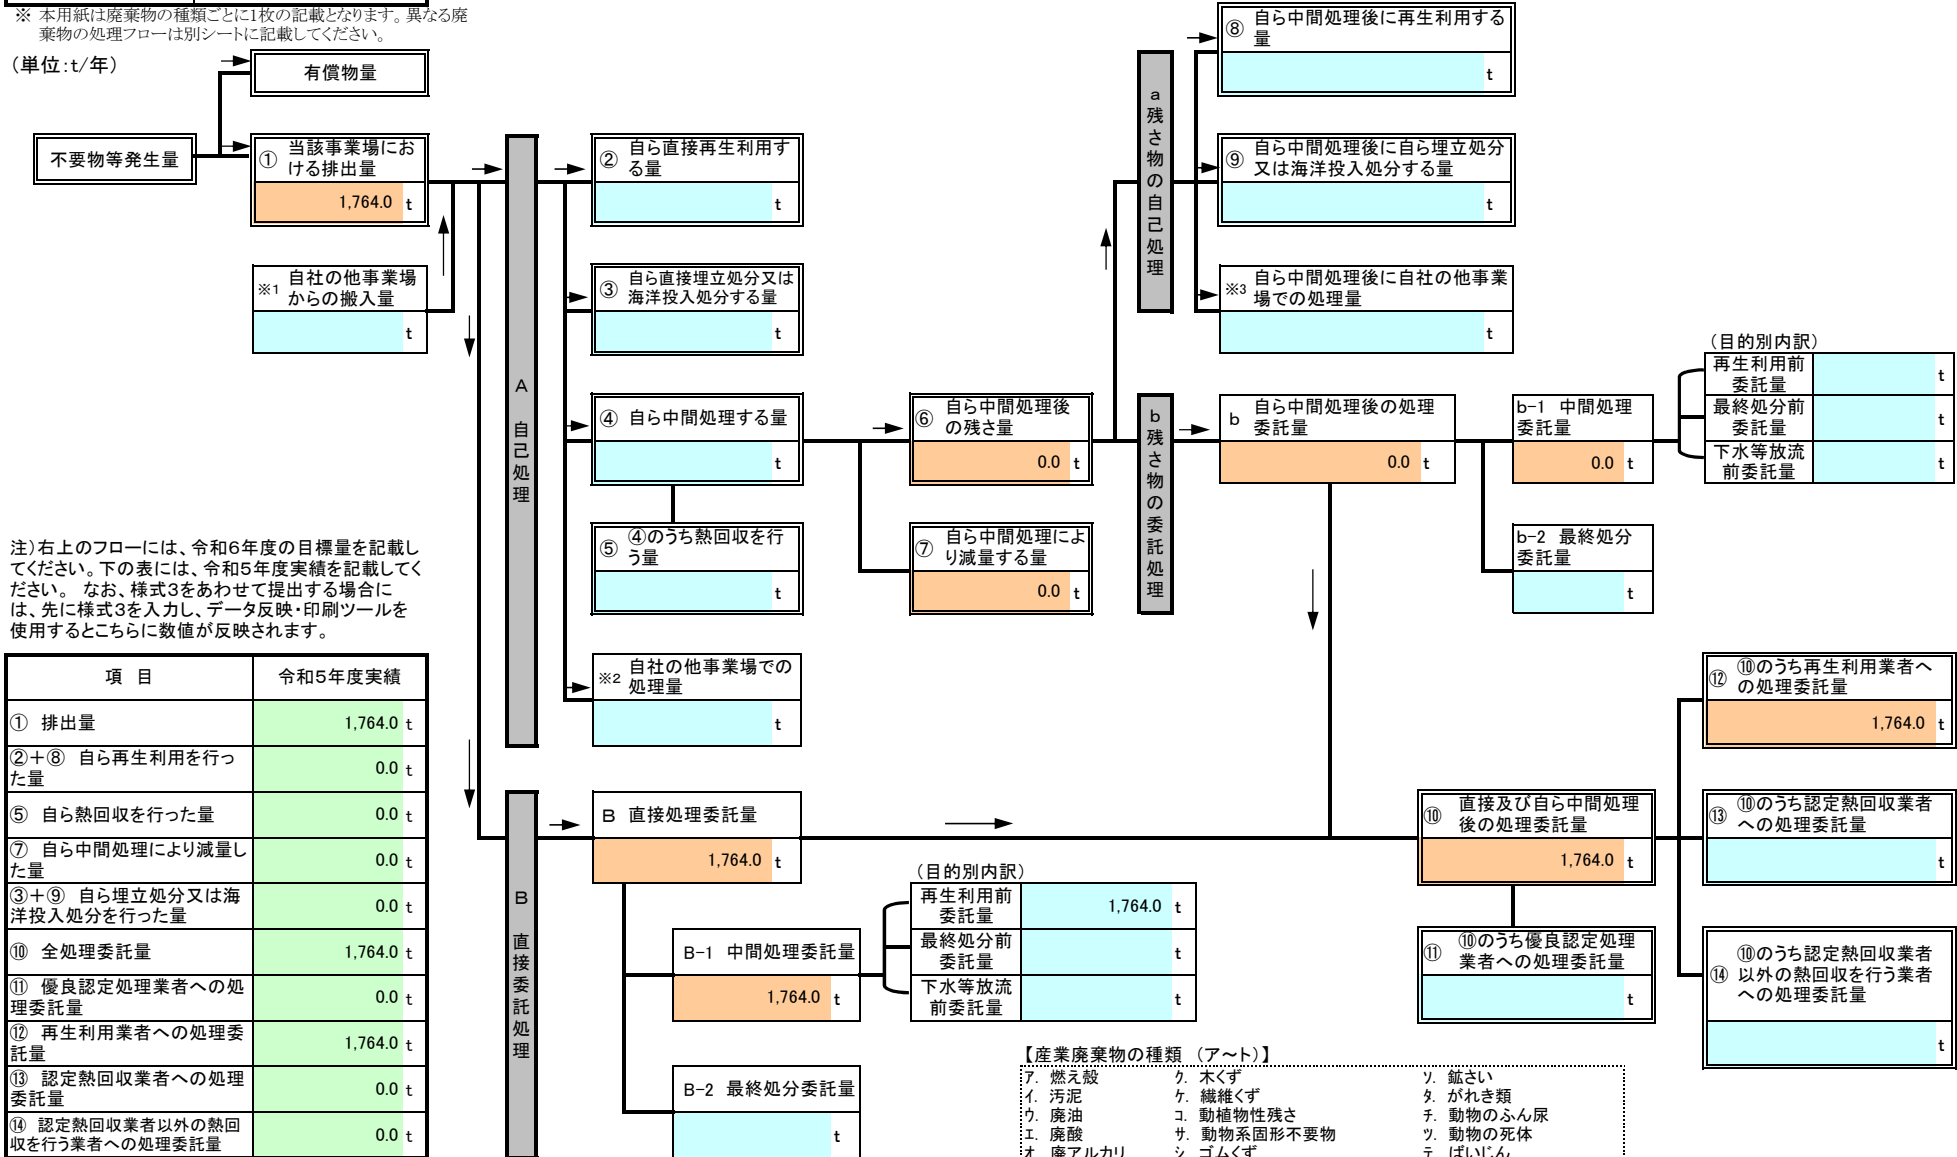 ※ 本用紙は廃棄物の種類ごとに1枚の記載となります。異なる廃
棄物の処理フローは別シートに記載してください。
(単位:t/年)
有償物量
不要物等発生量
① 当該事業場にお
ける排出量
1,764.0 t
※1 自社の他事業場
からの搬入量
t
A 自己処理
② 自ら直接再生利用す
る量
t
③ 自ら直接埋立処分又は
海洋投入処分する量
t
④ 自ら中間処理する量
t
⑤ ④のうち熱回収を行
う量
t
※2 自社の他事業場での
処理量
t
⑥ 自ら中間処理後
の残さ量
0.0 t
⑦ 自ら中間処理によ
り減量する量
0.0 t
a 残さ物の自己処理
⑧ 自ら中間処理後に再生利用する
量
t
⑨ 自ら中間処理後に自ら埋立処分
又は海洋投入処分する量
t
※3 自ら中間処理後に自社の他事業
場での処理量
t
b 残さ物の委託処理
b 自ら中間処理後の処理
委託量
0.0 t
b-1 中間処理
委託量
0.0 t
b-2 最終処分
委託量
t
(目的別内訳)
再生利用前
委託量
t
最終処分前
委託量
t
下水等放流
前委託量
t
注)右上のフローには、令和6年度の目標量を記載し
てください。下の表には、令和5年度実績を記載してく
ださい。 なお、様式3をあわせて提出する場合に
は、先に様式3を入力し、データ反映・印刷ツールを
使用するとこちらに数値が反映されます。
項 目 令和5年度実績
① 排出量 1,764.0 t
②+⑧ 自ら再生利用を行っ
た量
0.0 t
⑤ 自ら熱回収を行った量 0.0 t
⑦ 自ら中間処理により減量し
た量
0.0 t
③+⑨ 自ら埋立処分又は海
洋投入処分を行った量
0.0 t
⑩ 全処理委託量 1,764.0 t
⑪ 優良認定処理業者への処
理委託量
0.0 t
⑫ 再生利用業者への処理委
託量
1,764.0 t
⑬ 認定熱回収業者への処理
委託量
0.0 t
⑭ 認定熱回収業者以外の熱回
収を行う業者への処理委託量
0.0 t
B 直接委託処理
B 直接処理委託量
1,764.0 t
B-1 中間処理委託量
1,764.0 t
B-2 最終処分委託量
t
(目的別内訳)
再生利用前
委託量
1,764.0 t
最終処分前
委託量
t
下水等放流
前委託量
t
⑩ 直接及び自ら中間処理
後の処理委託量
1,764.0 t
⑪ ⑩のうち優良認定処理
業者への処理委託量
t
⑫ ⑩のうち再生利用業者へ
の処理委託量
1,764.0 t
⑬ ⑩のうち認定熱回収業者
への処理委託量
t
⑭ ⑩のうち認定熱回収業者
以外の熱回収を行う業者
への処理委託量
t
【産業廃棄物の種類 (ア~ト)】
ア. 燃え殻 ク. 木くず ソ. 鉱さい
イ. 汚泥 ケ. 繊維くず タ. がれき類
ウ. 廃油 コ. 動植物性残さ チ. 動物のふん尿
エ. 廃酸 サ. 動物系固形不要物 ツ. 動物の死体
オ. 廃アルカリ シ. ゴムくず テ. ばいじん